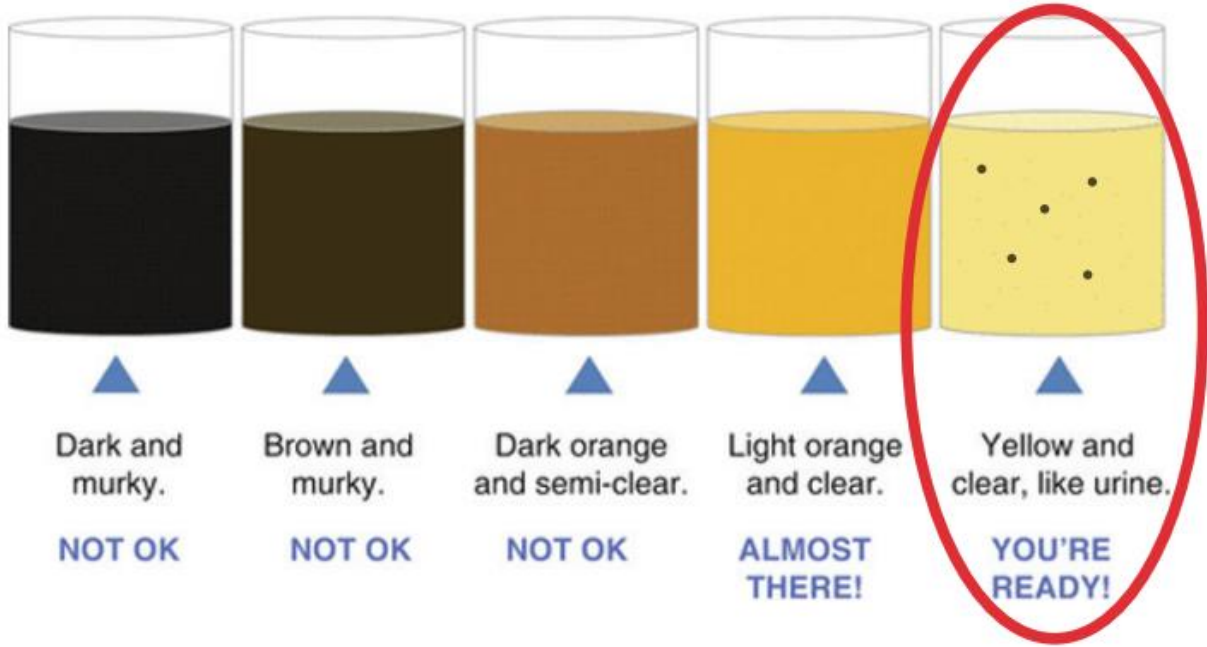 Dark and
murky.
NOT OK
Brown and
murky.
NOT OK
Dark orange
and semi-clear.
NOT OK
Light orange
and clear.
ALMOST
THERE!
Yellow and
clear, like urine.
YOU'RE
READY!